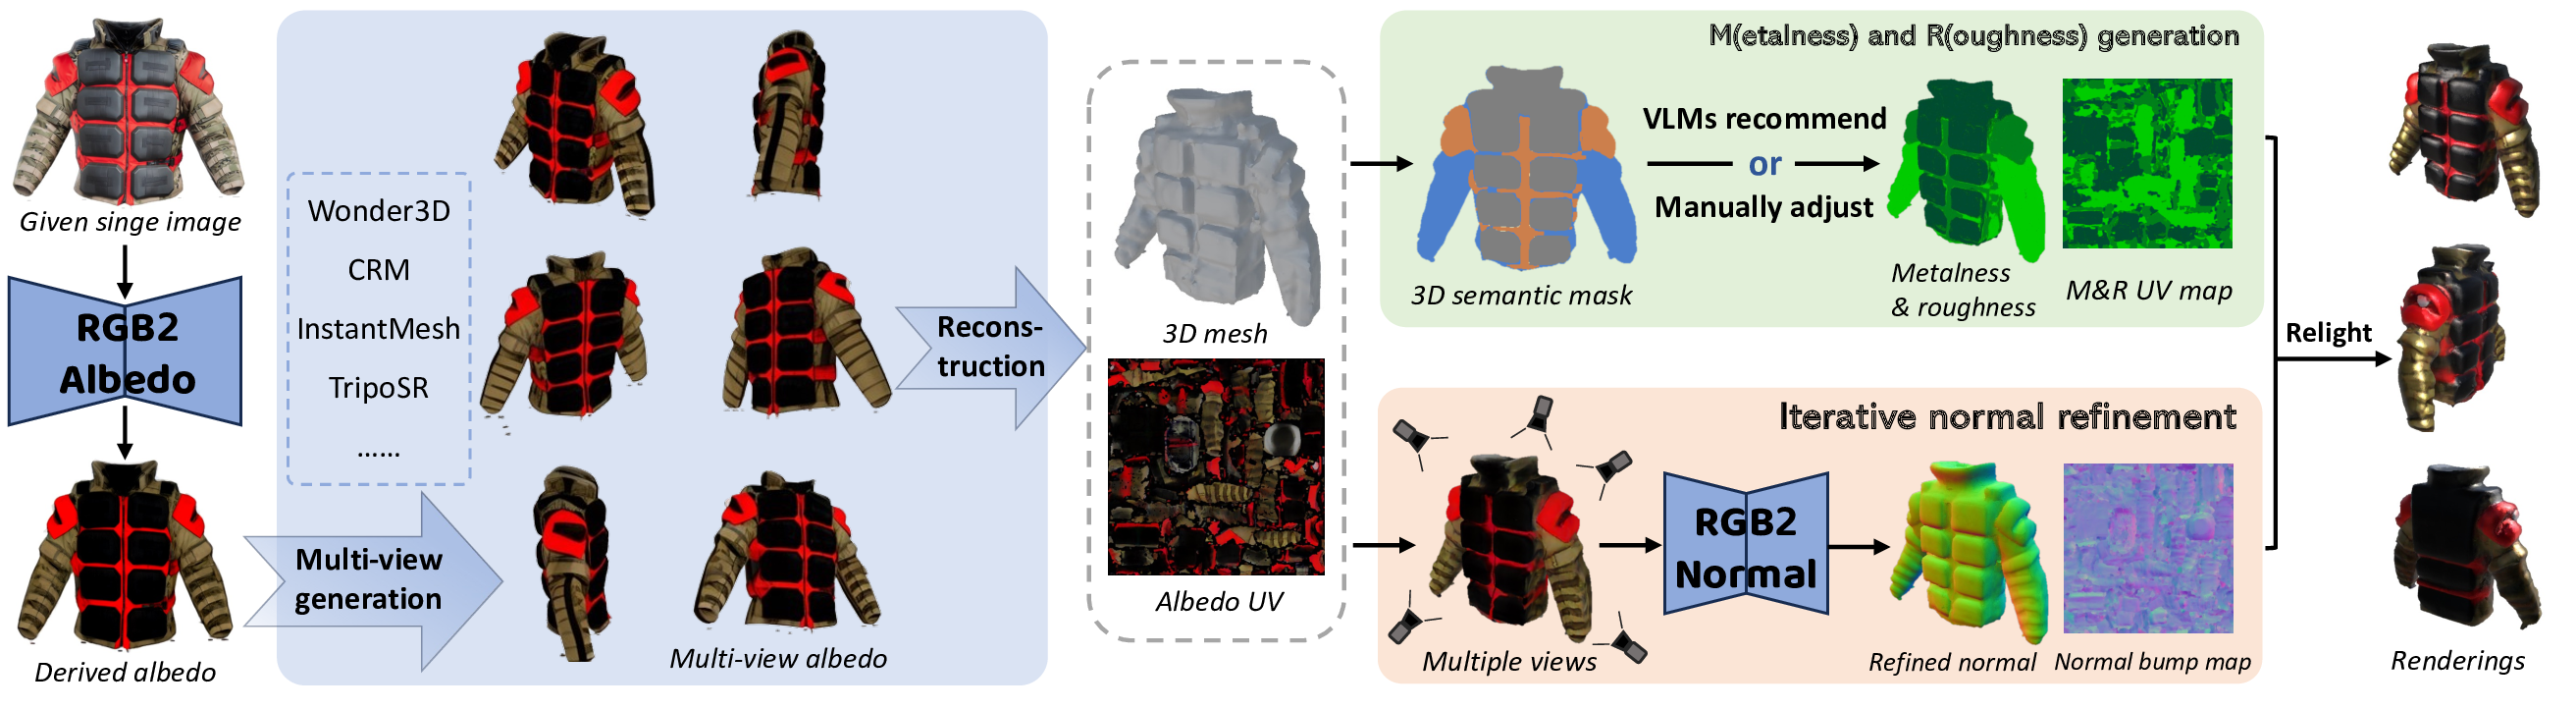 Given singe image
RGB2
Albedo
Derived albedo
Wonder3D
CRM
InstantMesh
TripoSR
......
Multi-view
generation
Multi-view albedo
Recons-
truction
3D mesh
Albedo UV
M(etalness) and R(oughness) generation
3D semantic mask
VLMs recommend
or
Manually adjust
Metalness
& roughness
M&R UV map
Iterative normal refinement
Multiple views
RGB2
Normal
Refined normal
Normal bump map
Relight
Renderings